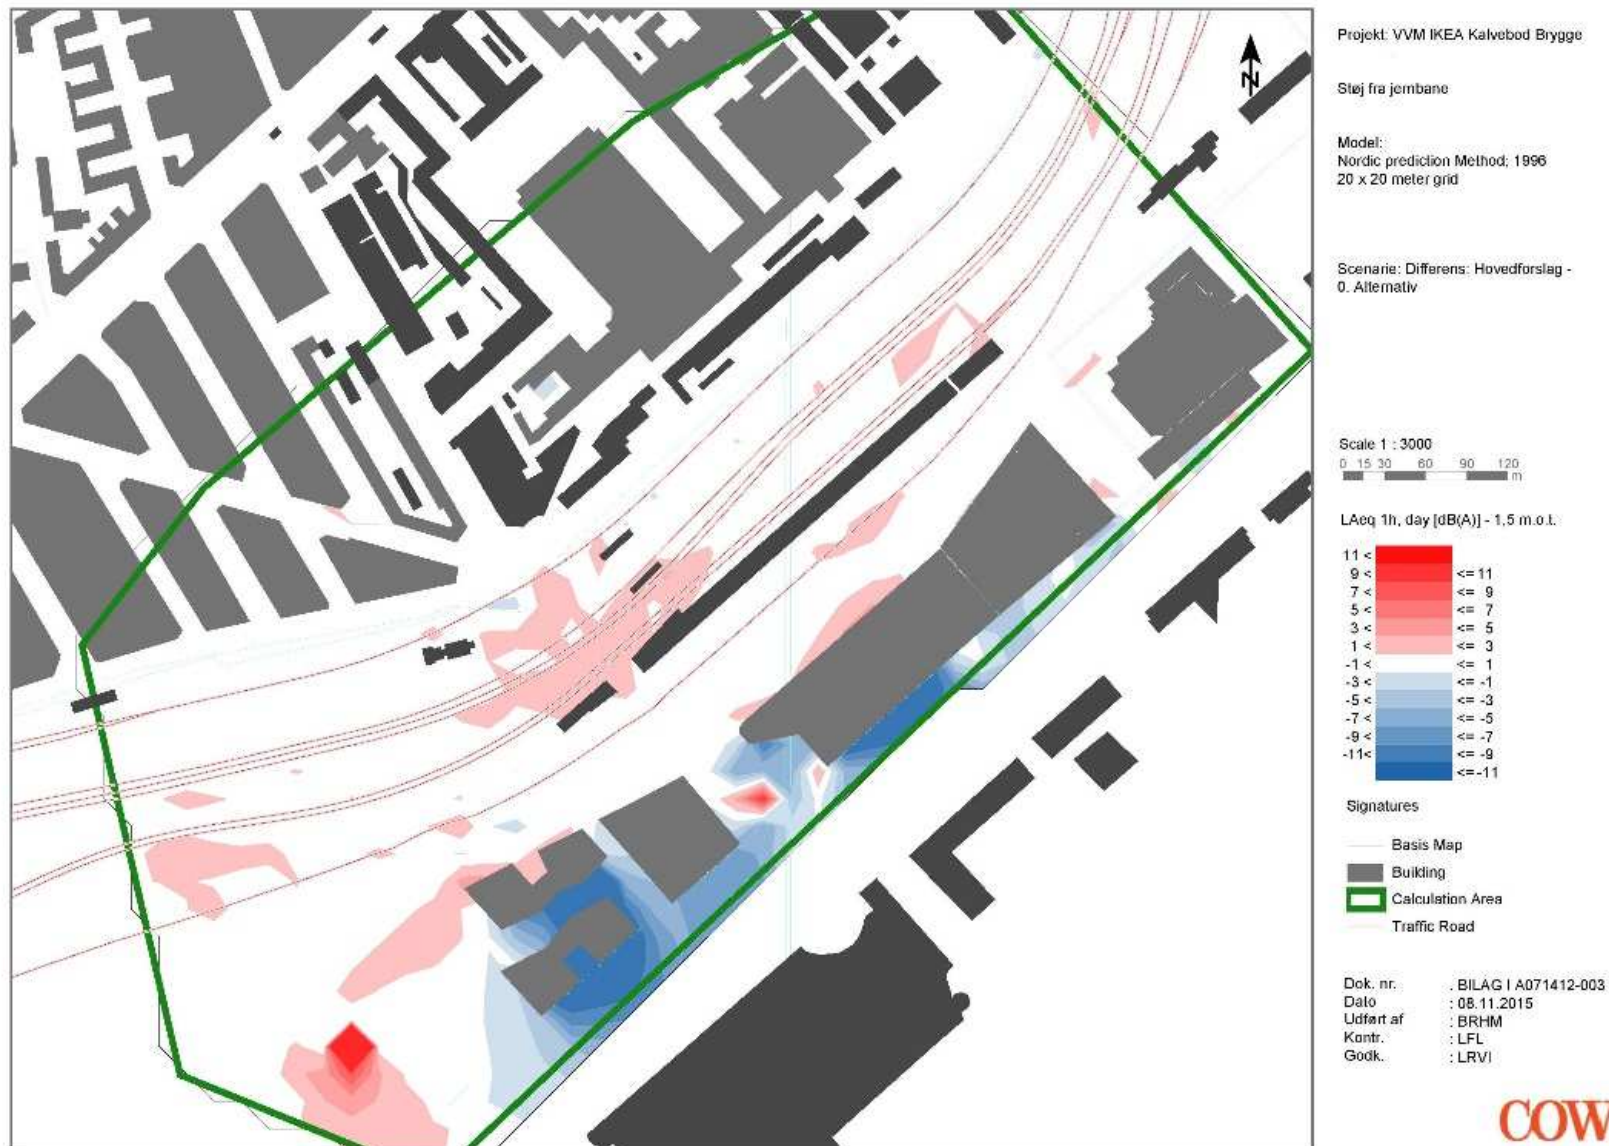 N
Projekt: VVM IKEA Kalvebod Brygge
Støj fra jernbane
Model:
Nordic prediction Method; 1996
20 x 20 meter grid
Scenarie: Differens: Hovedforslag -
0. Alternativ
Scale 1 : 3000
0 15 30 60 90 120
m
LAeq 1h, day [dB(A)] - 1,5 m.o.t.
11 <
9 < <= 11
7 < <= 9
5 < <= 7
3 < <= 5
1 < <= 3
-1 < <= 1
-3 < <= -1
-5 < <= -3
-7 < <= -5
-9 < <= -7
-11< <= -9
<= -11
Signatures
Basis Map
Building
Calculation Area
Traffic Road
Dok. nr. : BILAG I A071412-003
Dato : 08.11.2015
Udført af : BRHM
Kontr. : LFL
Godk. : LRVI
COW